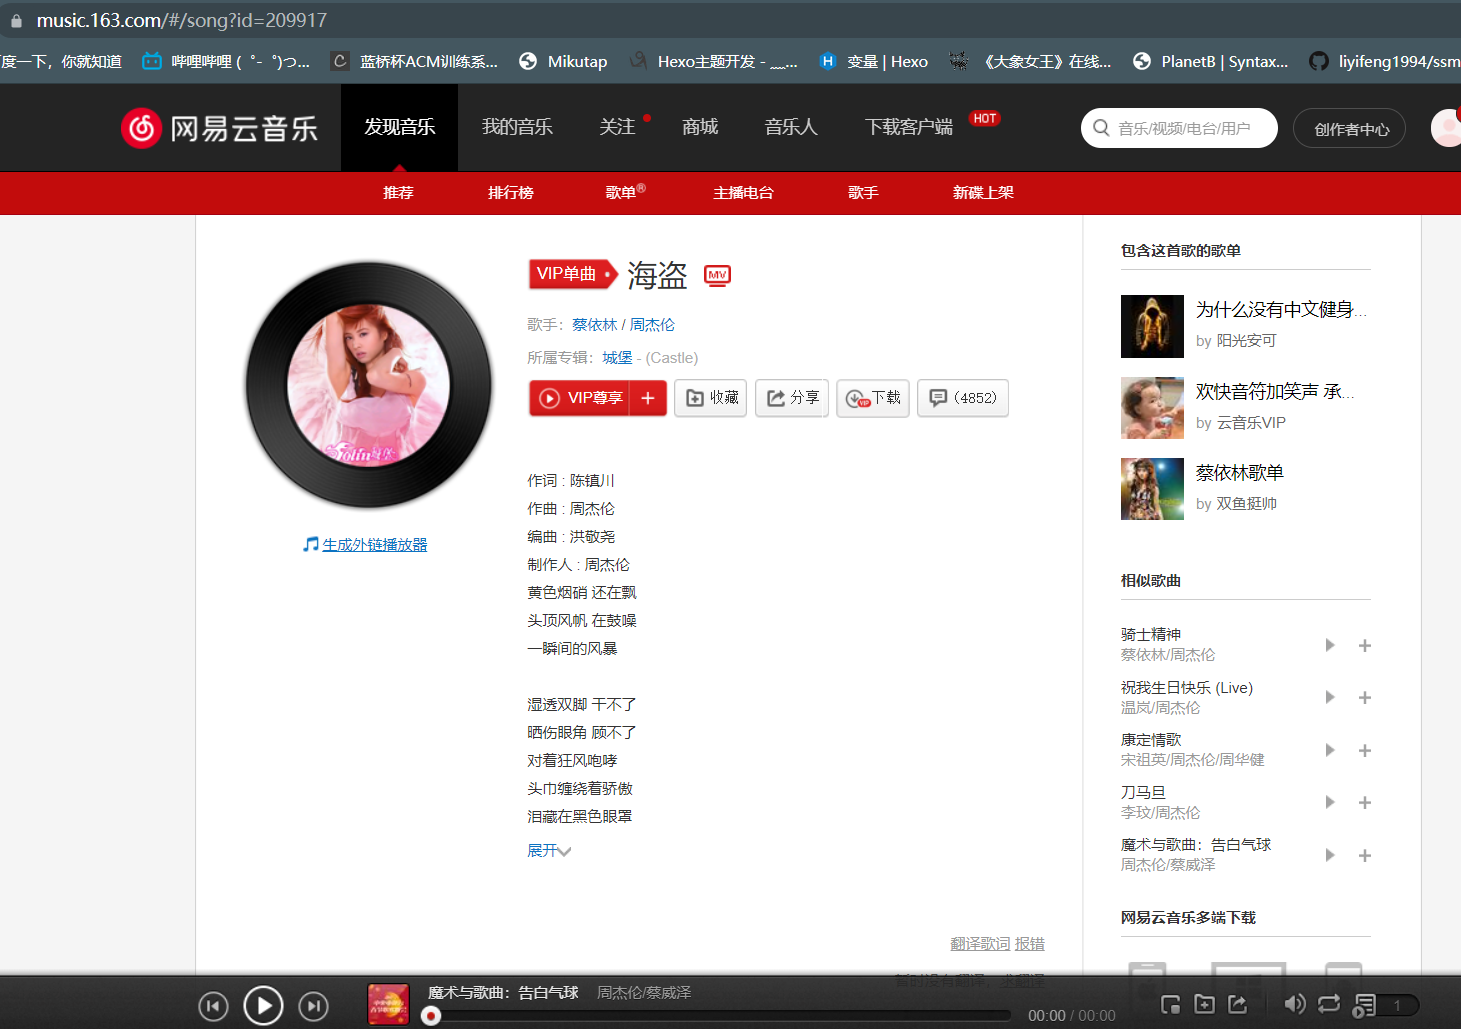 music.163.com/#/song?id=209917
度一下，你就知道
哔哩哔哩 ( ゜- ゜)つ...
蓝桥杯ACM训练系...
Mikutap
Hexo主题开发 - ...
变量 | Hexo
《大象女王》在线...
PlanetB | Syntax...
liyifeng1994/ssm
网易云音乐
发现音乐
我的音乐
关注
商城
音乐人
下载客户端
HOT
音乐/视频/电台/用户
创作者中心
推荐
排行榜
歌单®
主播电台
歌手
新碟上架
VIP单曲
海盗
MV
歌手：蔡依林 / 周杰伦
所属专辑：城堡 - (Castle)
VIP尊享
收藏
分享
VIP
下载
(4852)
生成外链播放器
作词 : 陈镇川
作曲 : 周杰伦
编曲 : 洪敬尧
制作人 : 周杰伦
黄色烟硝 还在飘
头顶风帆 在鼓噪
一瞬间的风暴
湿透双脚 干不了
晒伤眼角 顾不了
对着狂风咆哮
头巾缠绕着骄傲
泪藏在黑色眼罩
展开
翻译歌词 报错
暂时没有翻译，求翻译
包含这首歌的歌单
为什么没有中文健身...
by 阳光安可
欢快音符加笑声 承...
by 云音乐VIP
蔡依林歌单
by 双鱼挺帅
相似歌曲
骑士精神
蔡依林/周杰伦
祝我生日快乐 (Live)
温岚/周杰伦
康定情歌
宋祖英/周杰伦/周华健
刀马旦
李玟/周杰伦
魔术与歌曲：告白气球
周杰伦/蔡威泽
网易云音乐多端下载
魔术与歌曲：告白气球 周杰伦/蔡威泽
00:00 / 00:00
1